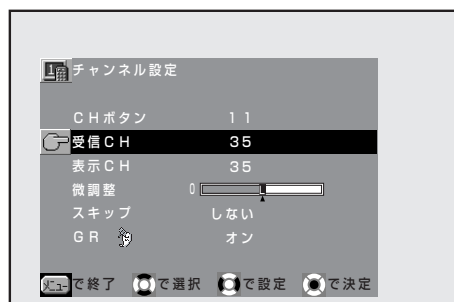 チャンネル設定
CHボタン 11
受信CH 35
表示CH 35
微調整 0
スキップ しない
GR オン
メニューで終了 で選択 で設定 で決定